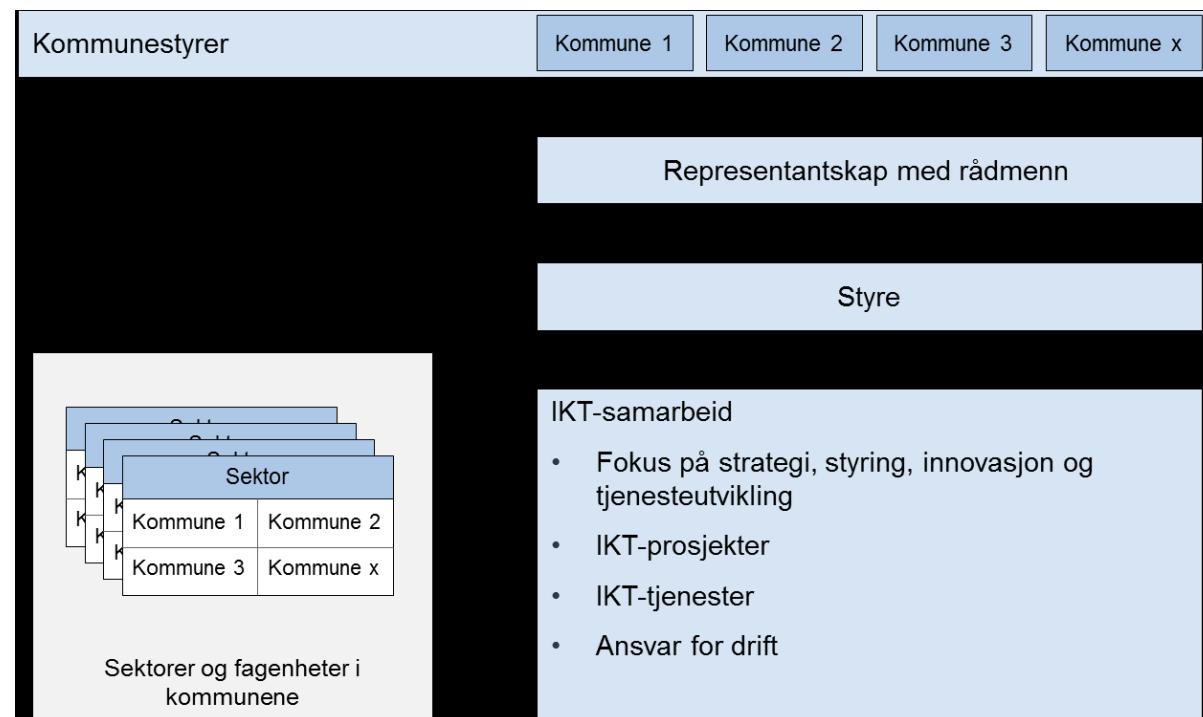 Kommunestyrer
Kommune 1
Kommune 2
Kommune 3
Kommune x
Representantskap med rådmenn
Styre
Sektor
Kommune 1
Kommune 2
Kommune 3
Kommune x
Sektorer og fagenheter i
kommunene
IKT-samarbeid
• Fokus på strategi, styring, innovasjon og
tjenesteutvikling
• IKT-prosjekter
• IKT-tjenester
• Ansvar for drift